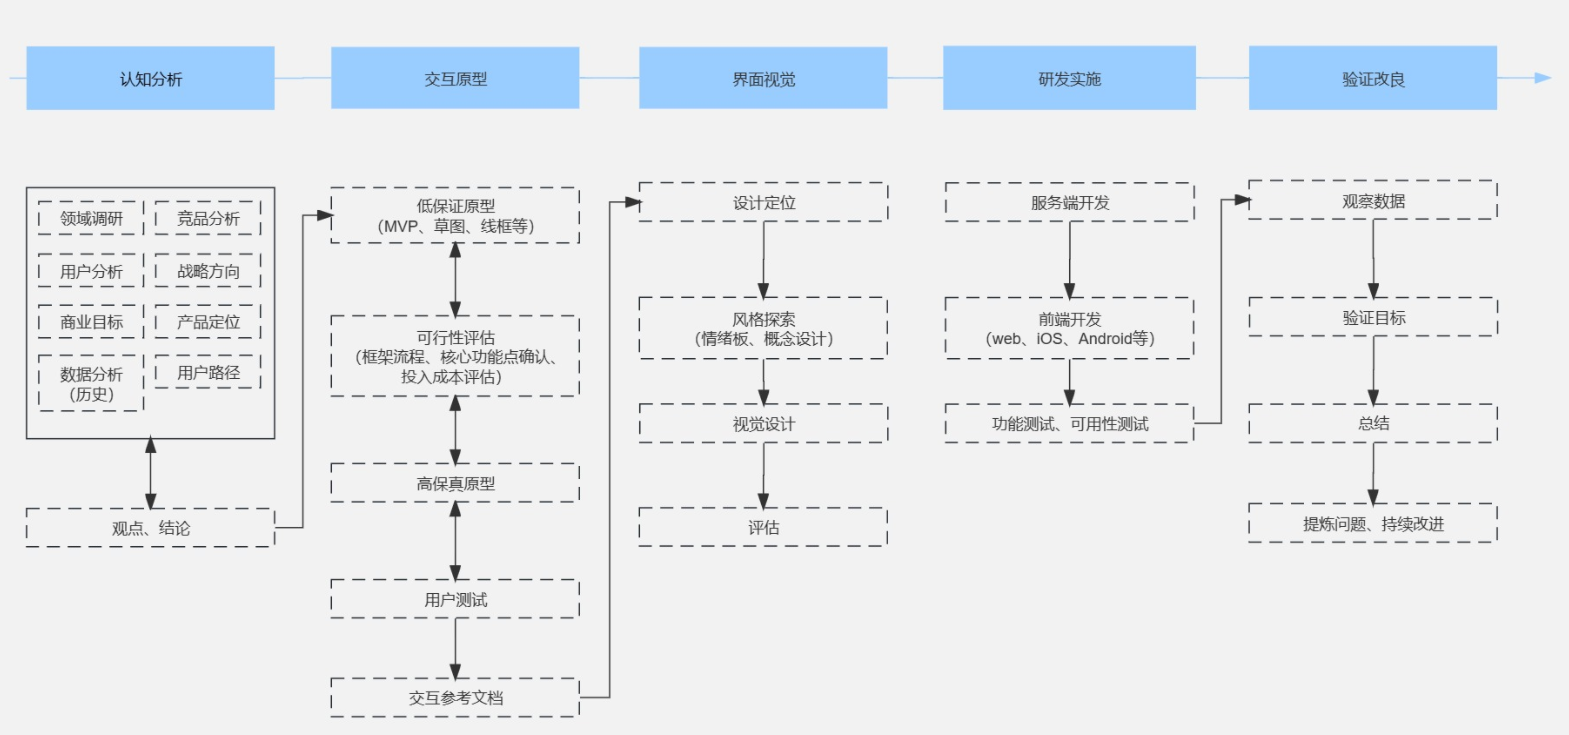 认知分析
交互原型
界面视觉
研发实施
验证改良
领域调研
竞品分析
用户分析
战略方向
商业目标
产品定位
数据分析
（历史）
用户路径
观点、结论
低保证原型
（MVP、草图、线框等）
可行性评估
（框架流程、核心功能点确认、
投入成本评估）
高保真原型
用户测试
交互参考文档
设计定位
风格探索
（情绪板、概念设计）
视觉设计
评估
服务端开发
前端开发
（web、iOS、Android等）
功能测试、可用性测试
观察数据
验证目标
总结
提炼问题、持续改进